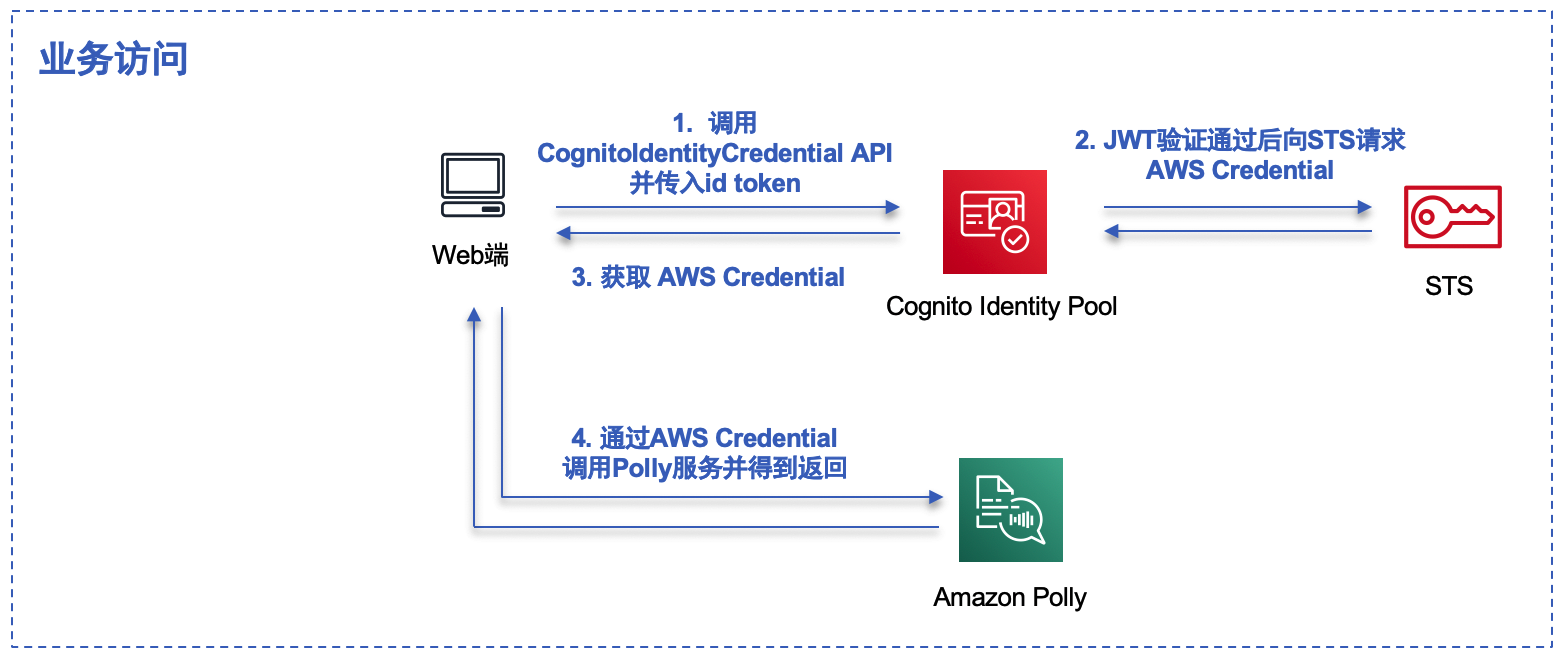 业务访问
1. 调用
CognitoIdentityCredential API
并传入id token
2. JWT验证通过后向STS请求
AWS Credential
Web端
3. 获取 AWS Credential
Cognito Identity Pool
STS
4. 通过AWS Credential
调用Polly服务并得到返回
Amazon Polly